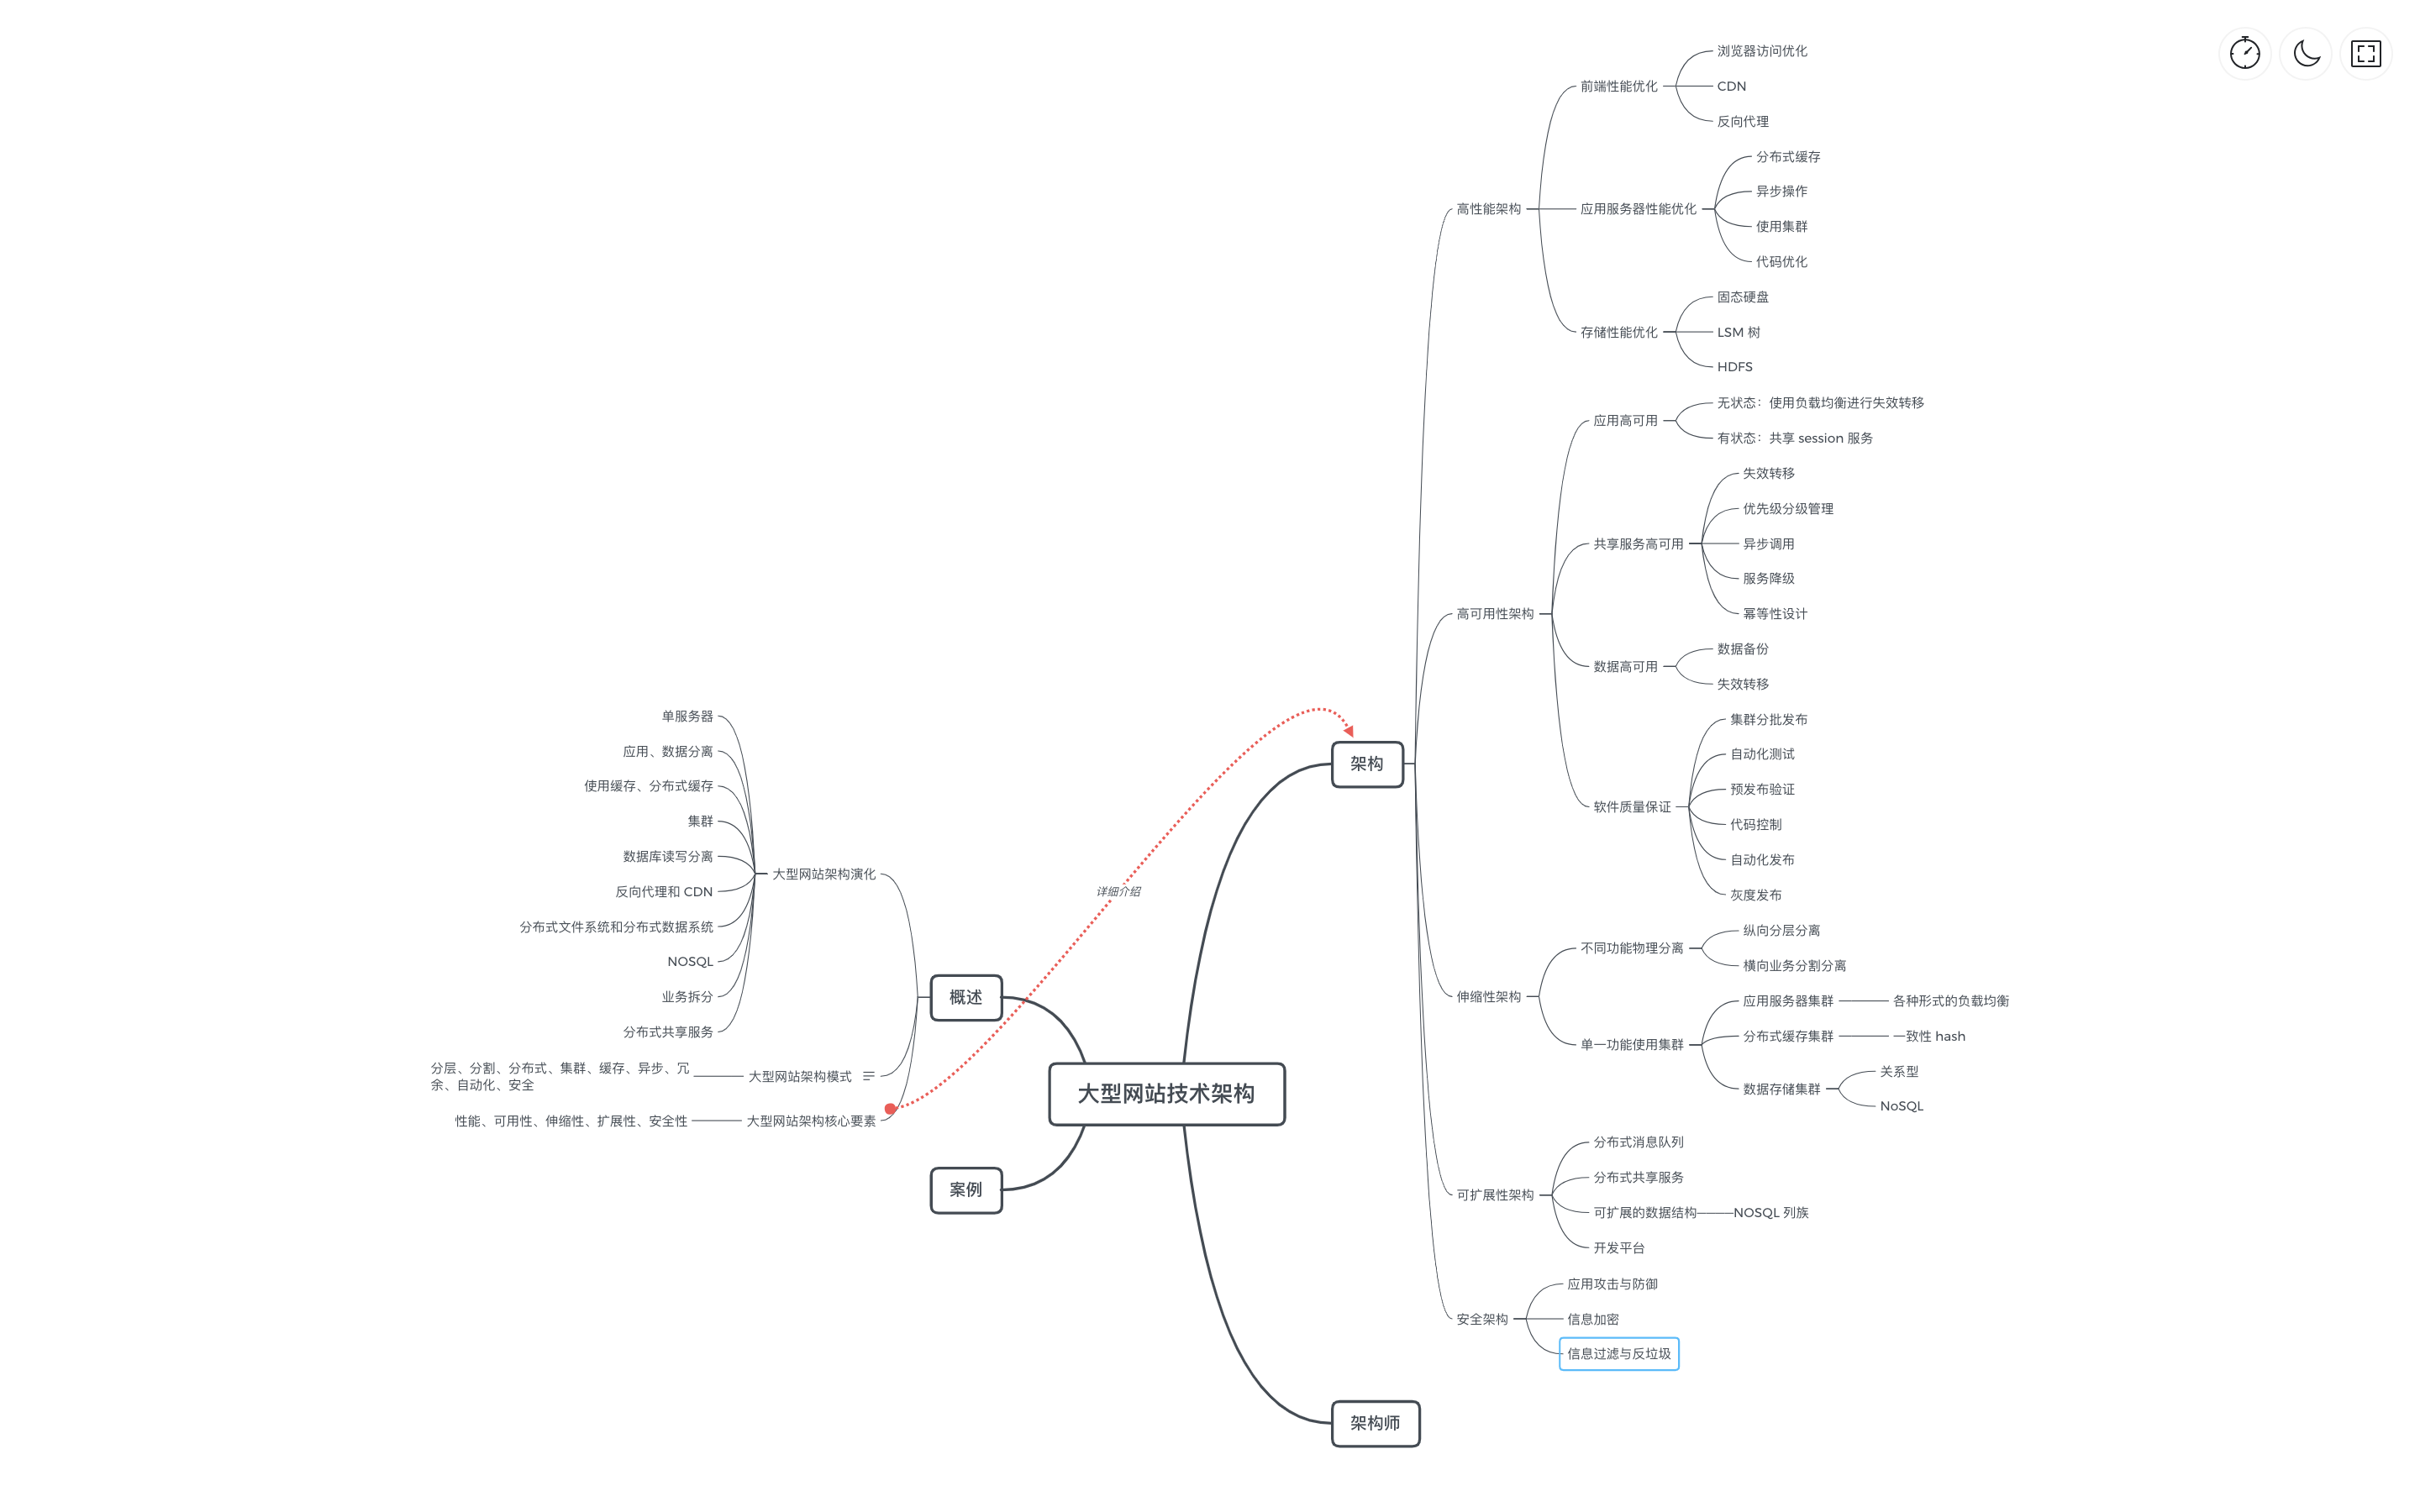 大型网站技术架构
架构
高性能架构
前端性能优化
浏览器访问优化
CDN
反向代理
应用服务器性能优化
分布式缓存
异步操作
使用集群
代码优化
存储性能优化
固态硬盘
LSM 树
HDFS
高可用性架构
应用高可用
无状态：使用负载均衡进行失效转移
有状态：共享 session 服务
共享服务高可用
失效转移
优先级分级管理
异步调用
服务降级
幂等性设计
数据高可用
数据备份
失效转移
软件质量保证
集群分批发布
自动化测试
预发布验证
代码控制
自动化发布
灰度发布
伸缩性架构
不同功能物理分离
纵向分层分离
横向业务分割分离
单一功能使用集群
应用服务器集群
各种形式的负载均衡
分布式缓存集群
一致性 hash
数据存储集群
关系型
NoSQL
可扩展性架构
分布式消息队列
分布式共享服务
可扩展的数据结构——NOSQL 列族
开发平台
安全架构
应用攻击与防御
信息加密
信息过滤与反垃圾
架构师
概述
大型网站架构演化
单服务器
应用、数据分离
使用缓存、分布式缓存
集群
数据库读写分离
反向代理和 CDN
分布式文件系统和分布式数据系统
NOSQL
业务拆分
分布式共享服务
大型网站架构模式
分层、分割、分布式、集群、缓存、异步、冗
余、自动化、安全
大型网站架构核心要素
性能、可用性、伸缩性、扩展性、安全性
详细介绍
案例